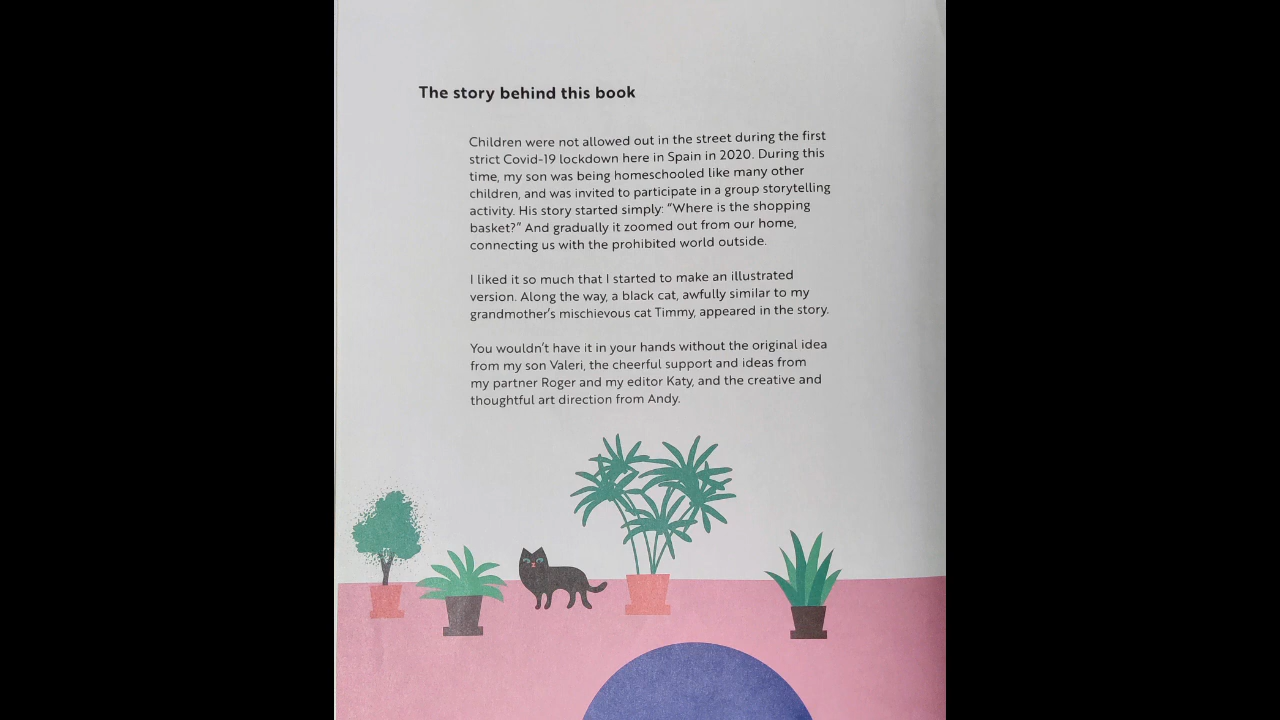 The story behind this book
Children were not allowed out in the street during the first
strict Covid-19 lockdown here in Spain in 2020. During this
time, my son was being homeschooled like many other
children, and was invited to participate in a group storytelling
activity. His story started simply: “Where is the shopping
basket?” And gradually it zoomed out from our home,
connecting us with the prohibited world outside.
I liked it so much that I started to make an illustrated
version. Along the way, a black cat, awfully similar to my
grandmother’s mischievous cat Timmy, appeared in the story.
You wouldn’t have it in your hands without the original idea
from my son Valeri, the cheerful support and ideas from
my partner Roger and my editor Katy, and the creative and
thoughtful art direction from Andy.